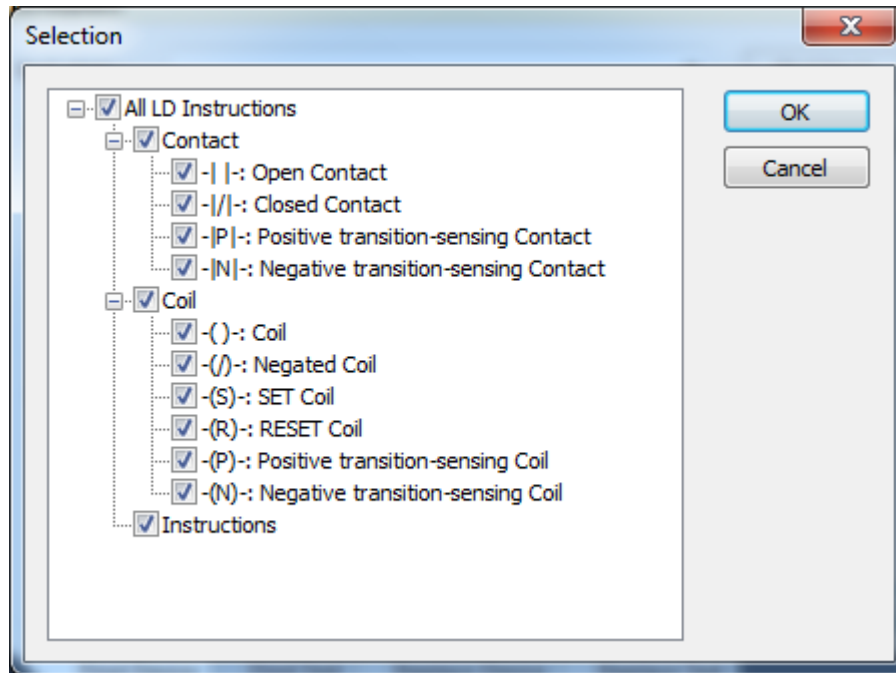 Selection
All LD Instructions
Contact
-| |-: Open Contact
-|/|-: Closed Contact
-|P|-: Positive transition-sensing Contact
-|N|-: Negative transition-sensing Contact
Coil
-( )-: Coil
-(/)-: Negated Coil
-(S)-: SET Coil
-(R)-: RESET Coil
-(P)-: Positive transition-sensing Coil
-(N)-: Negative transition-sensing Coil
Instructions
OK
Cancel